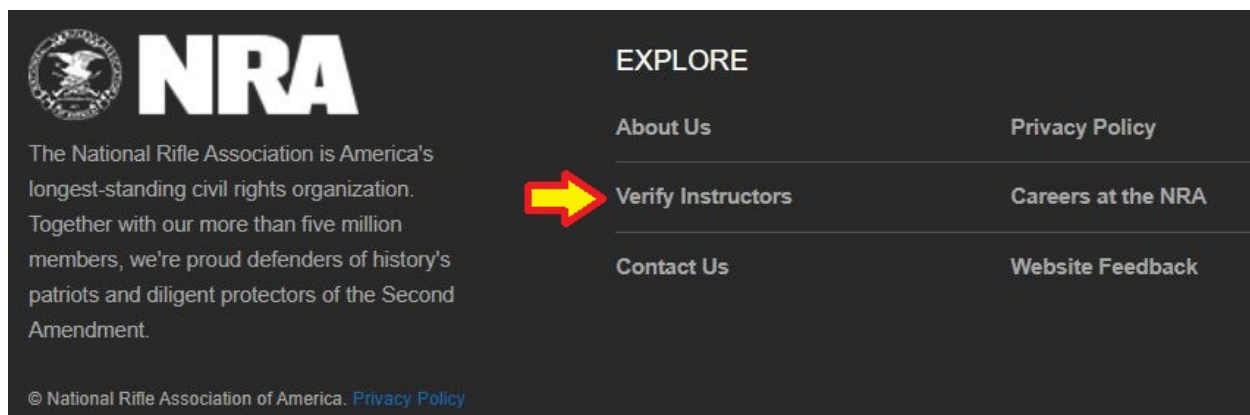 NRA
The National Rifle Association is America's
longest-standing civil rights organization.
Together with our more than five million
members, we're proud defenders of history's
patriots and diligent protectors of the Second
Amendment.
© National Rifle Association of America. Privacy Policy
EXPLORE
About Us
Privacy Policy
Verify Instructors
Careers at the NRA
Contact Us
Website Feedback